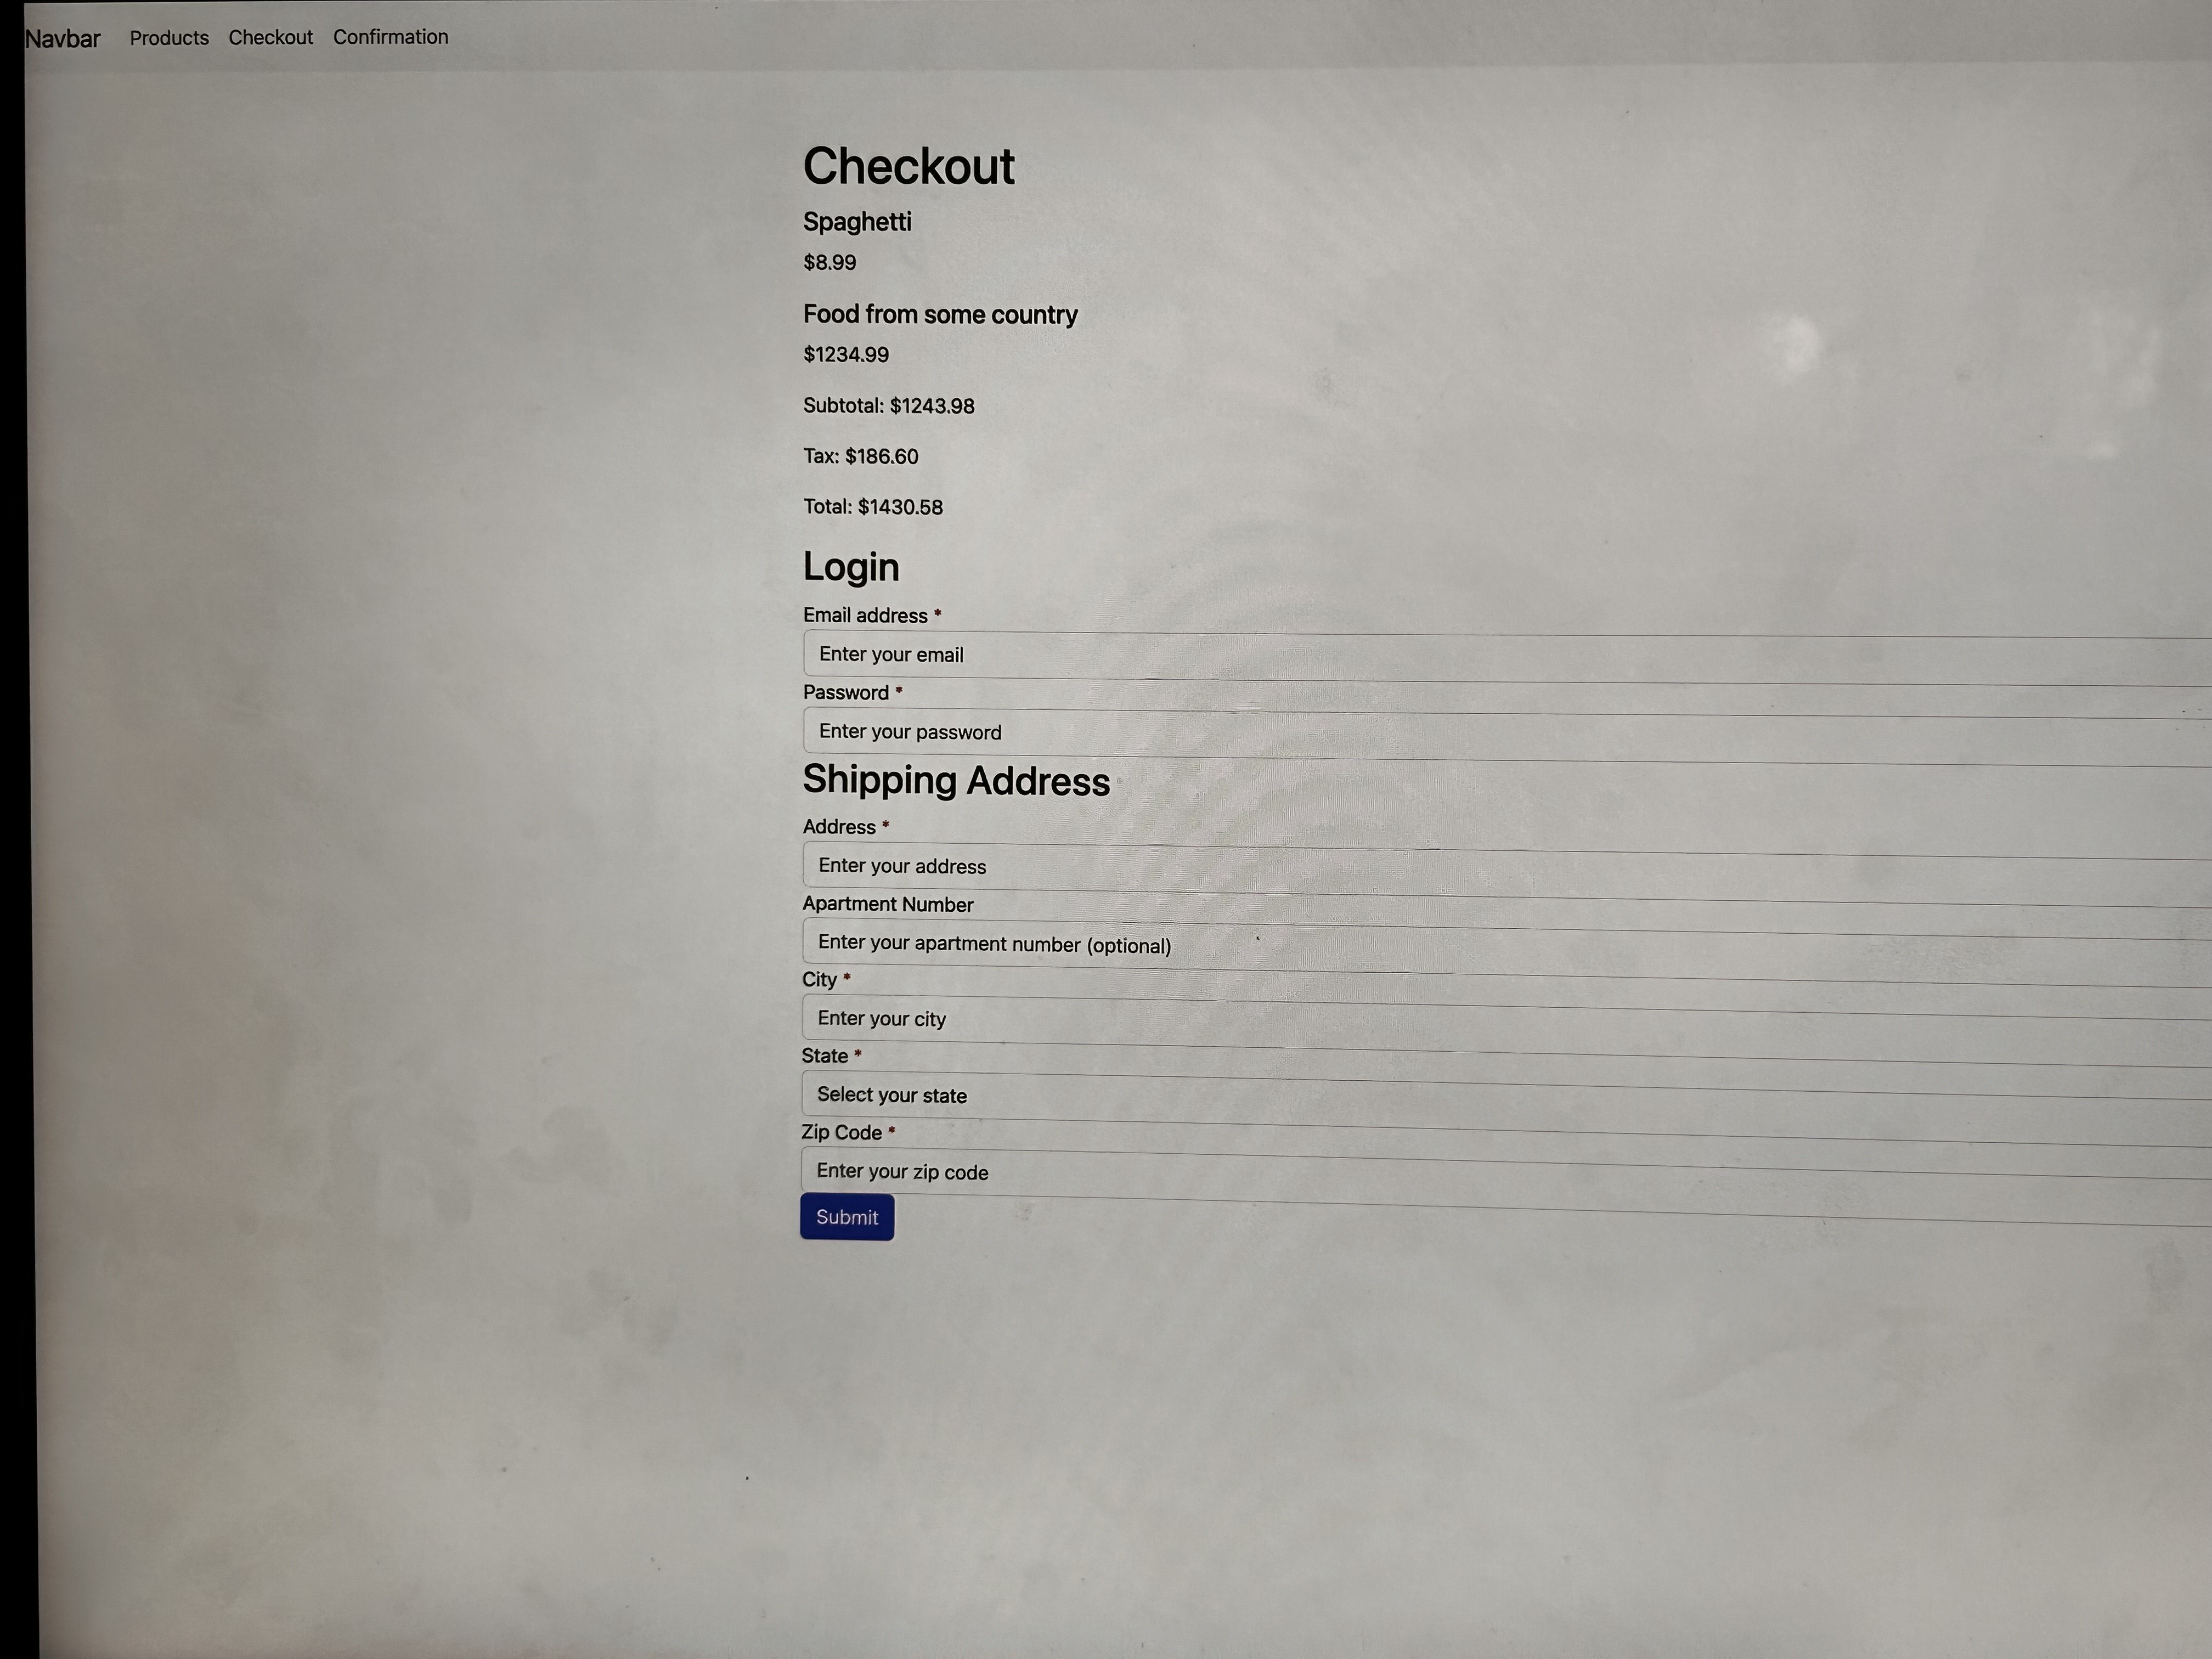 Navbar Products Checkout Confirmation
Checkout
Spaghetti
$8.99
Food from some country
$1234.99
Subtotal: $1243.98
Tax: $186.60
Total: $1430.58
Login
Email address *
Enter your email
Password *
Enter your password
Shipping Address
Address *
Enter your address
Apartment Number
Enter your apartment number (optional)
City *
Enter your city
State *
Select your state
Zip Code *
Enter your zip code
Submit